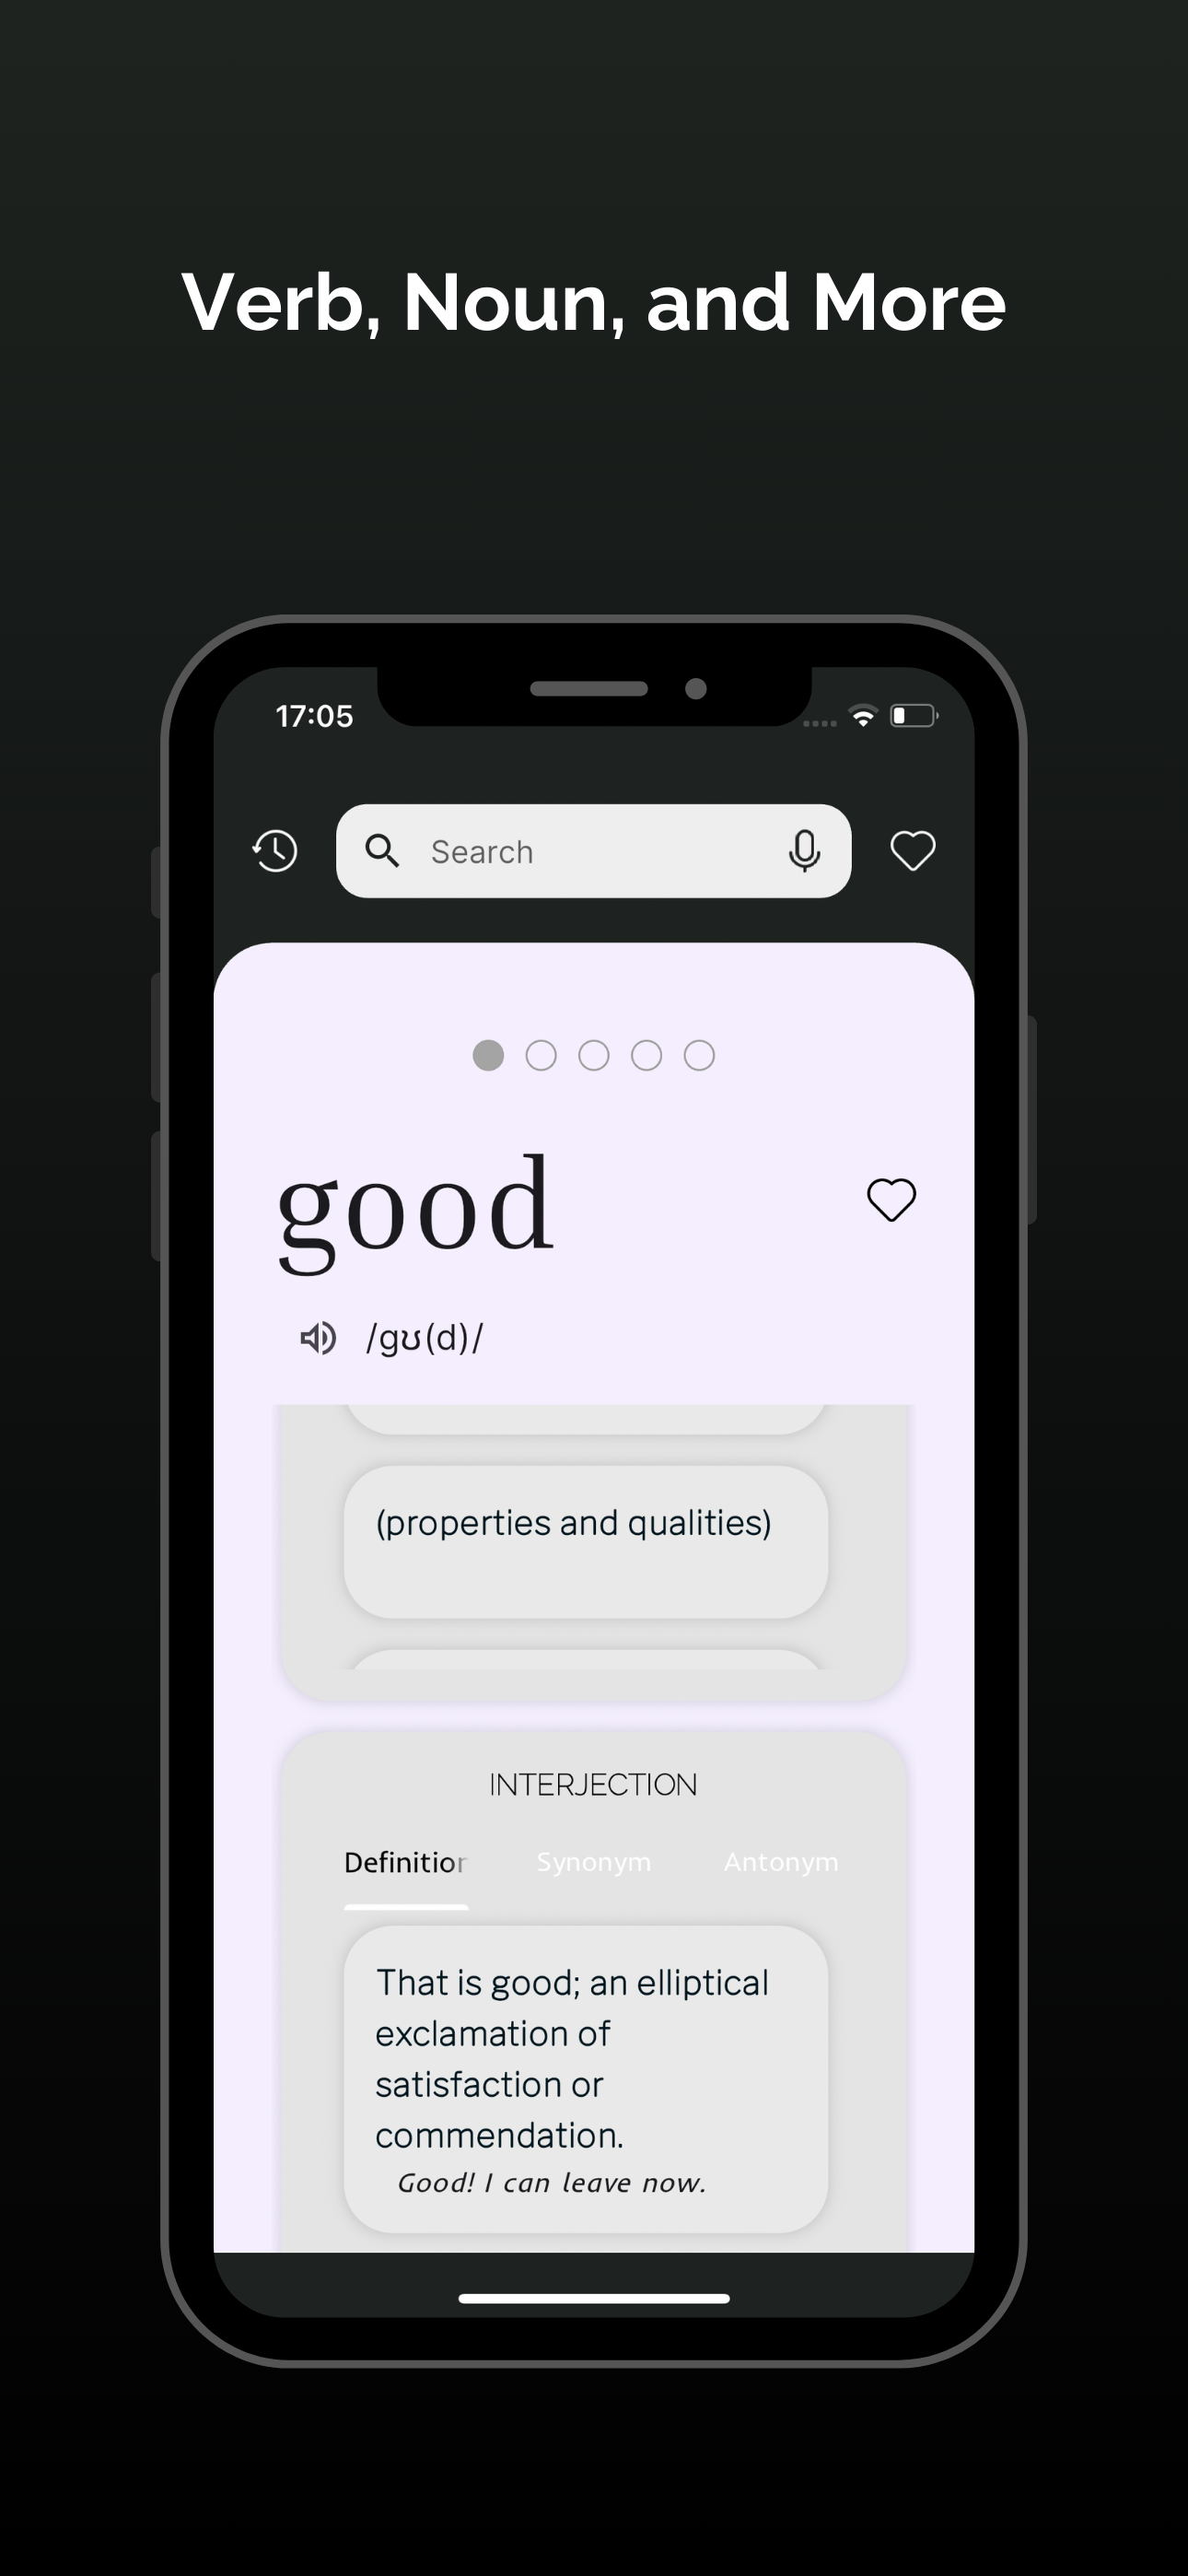 Verb, Noun, and More
17:05
Search
good
/gʊ(d)/
(properties and qualities)
INTERJECTION
Definition Synonym Antonym
That is good; an elliptical
exclamation of
satisfaction or
commendation.
Good! I can leave now.